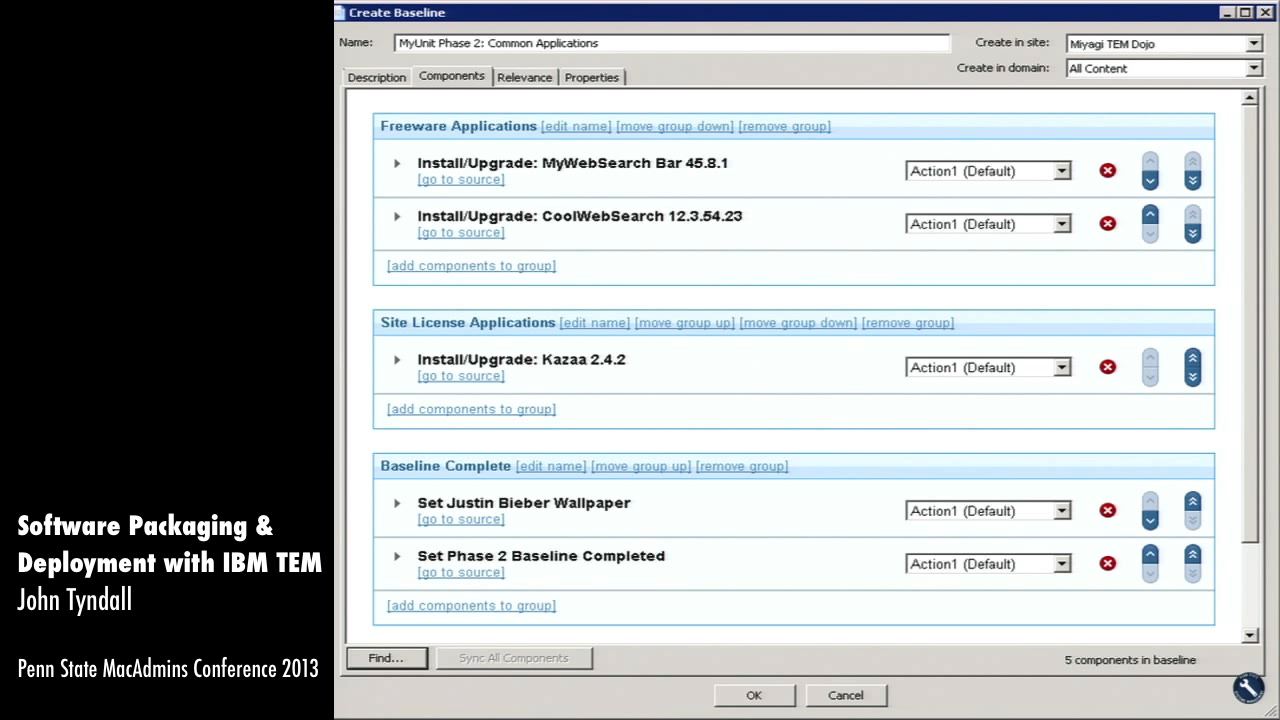 Create Baseline
Name: MyUnit Phase 2: Common Applications
Create in site: Miyagi TEM Dojo
Create in domain: All Content
Description Components Relevance Properties
Freeware Applications [edit name] [move group down] [remove group]
Install/Upgrade: MyWebSearch Bar 45.8.1
[go to source]
Action1 (Default)
Install/Upgrade: CoolWebSearch 12.3.54.23
[go to source]
Action1 (Default)
[add components to group]
Site License Applications [edit name] [move group up] [move group down] [remove group]
Install/Upgrade: Kazaa 2.4.2
[go to source]
Action1 (Default)
[add components to group]
Baseline Complete [edit name] [move group up] [remove group]
Set Justin Bieber Wallpaper
[go to source]
Action1 (Default)
Set Phase 2 Baseline Completed
[go to source]
Action1 (Default)
[add components to group]
Find... Sync All Components
5 components in baseline
OK Cancel
Software Packaging &
Deployment with IBM TEM
John Tyndall
Penn State MacAdmins Conference 2013